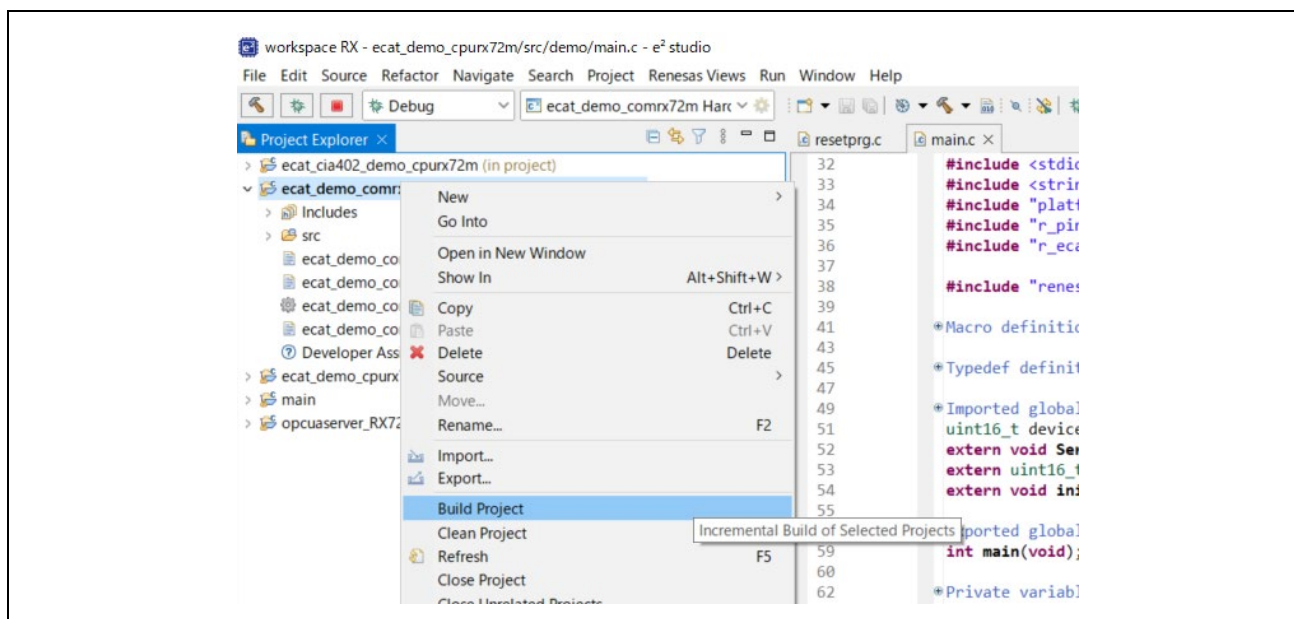 workspace RX - ecat_demo_cpurx72m/src/demo/main.c - e² studio
File Edit Source Refactor Navigate Search Project Renesas Views Run Window Help
Debug ecat_demo_comrx72m Harc
Project Explorer
resetprg.c main.c
ecat_cia402_demo_cpurx72m (in project)
ecat_demo_comr
Includes
src
ecat_demo_co
ecat_demo_co
ecat_demo_co
ecat_demo_co
Developer Ass
ecat_demo_cpurx
main
opcuaserver_RX72
New
Go Into
Open in New Window
Show In Alt+Shift+W >
Copy Ctrl+C
Paste Ctrl+V
Delete Delete
Source
Move...
Rename... F2
Import...
Export...
Build Project
Clean Project
Refresh F5
Close Project
Close Unrelated Projects
Incremental Build of Selected Projects
32 #include <stdic
33 #include <strin
34 #include "platf
35 #include "r_pin
36 #include "r_eca
37
38 #include "renes
39
41 Macro definitic
43
45 Typedef definit
47
49 Imported global
51 uint16_t device
52 extern void Ser
53 extern uint16_t
54 extern void ini
55
ported global
59 int main(void);
60
62 Private variabl